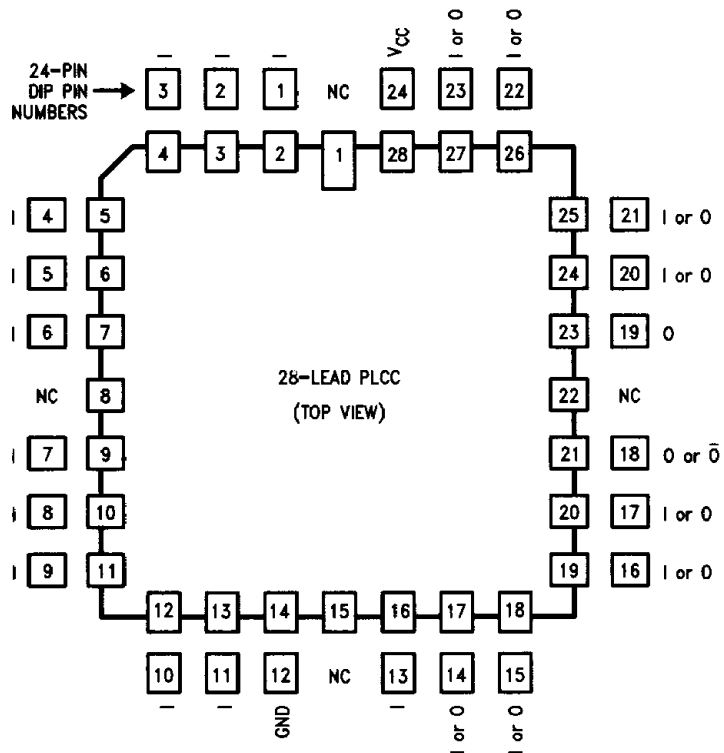 I I I VCC I or O I or O
24-PIN
DIP PIN
NUMBERS
3 2 1 NC 24 23 22
4 3 2 1 28 27 26
I 4 5 25 21 I or O
I 5 6 24 20 I or O
I 6 7 23 19 O
NC 8 22 NC
28-LEAD PLCC
(TOP VIEW)
I 7 9 21 18 O or Ō
I 8 10 20 17 I or O
I 9 11 19 16 I or O
12 13 14 15 16 17 18
10 11 12 NC 13 14 15
I I GND I I or O I or O